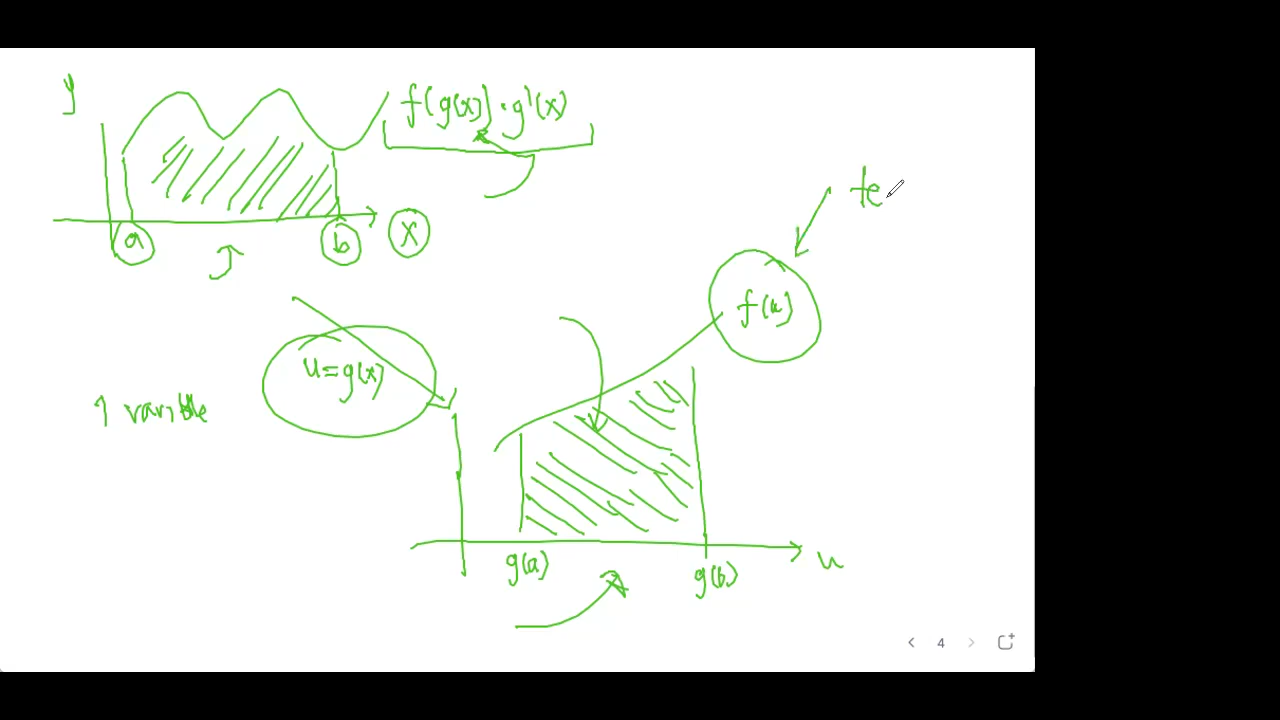 y
f(g(x)) · g'(x)
a
b
x
te
f(u)
u = g(x)
1 variable
g(a)
g(b)
u
4